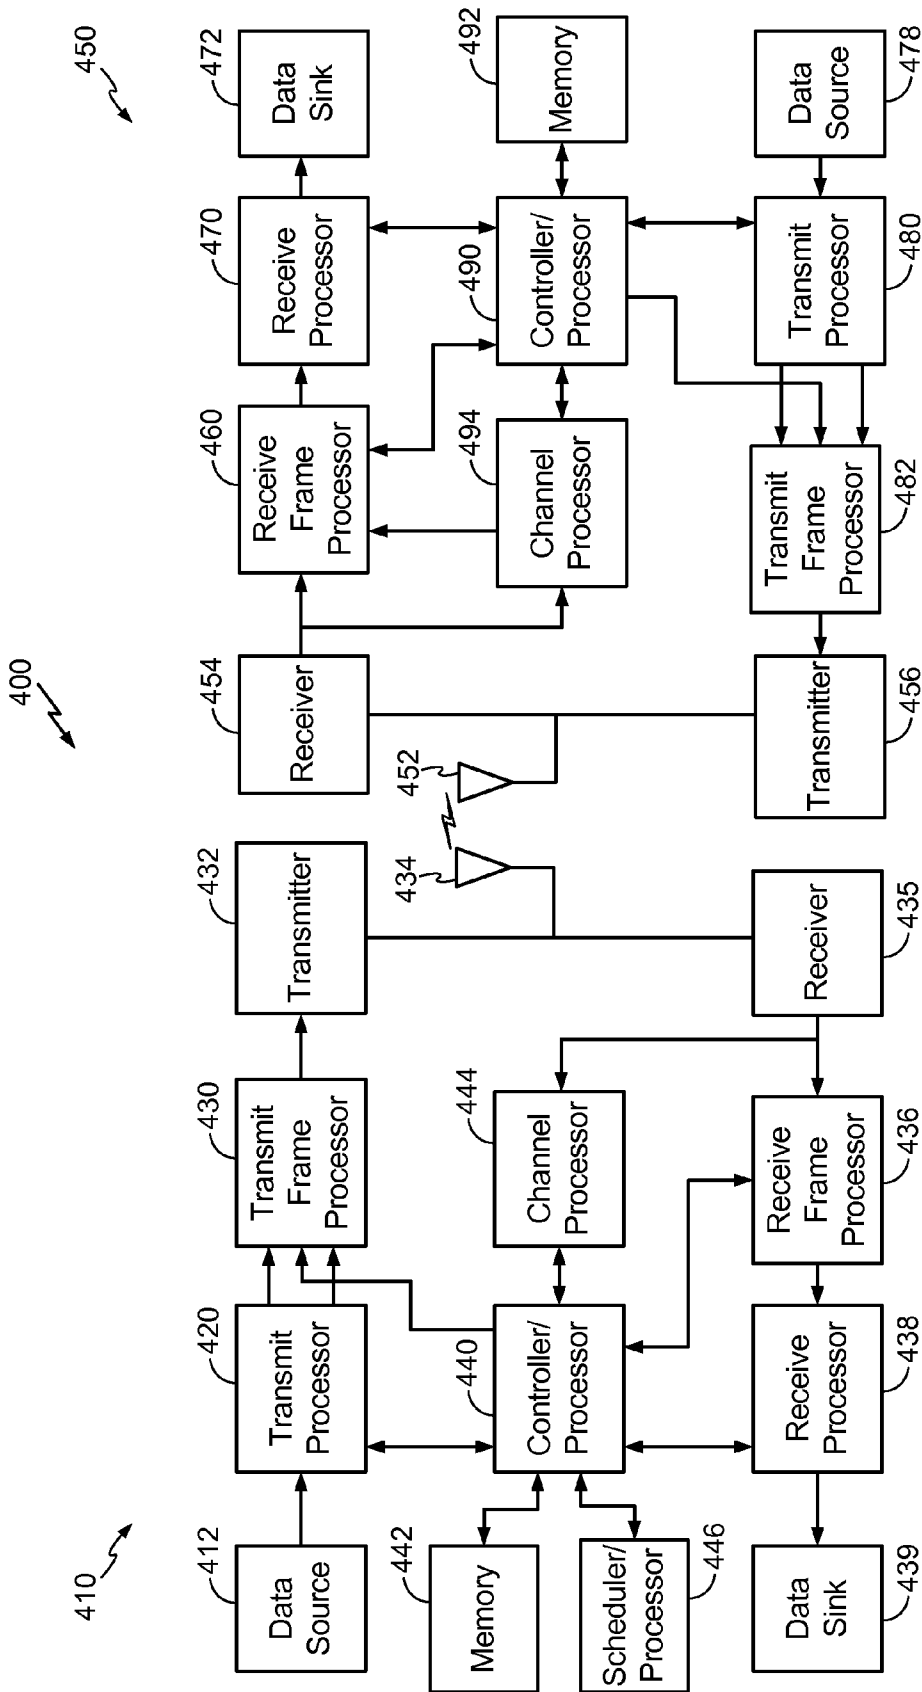 400
410
450
412
Data
Source
420
Transmit
Processor
430
Transmit
Frame
Processor
432
Transmitter
454
Receiver
460
Receive
Frame
Processor
470
Receive
Processor
472
Data
Sink
442
Memory
440
Controller/
Processor
444
Channel
Processor
434
452
494
Channel
Processor
490
Controller/
Processor
492
Memory
Scheduler/
Processor
446
Data
Sink
439
Receive
Processor
438
Receive
Frame
Processor
436
Receiver
435
Transmitter
456
Transmit
Frame
Processor
482
Transmit
Processor
480
Data
Source
478